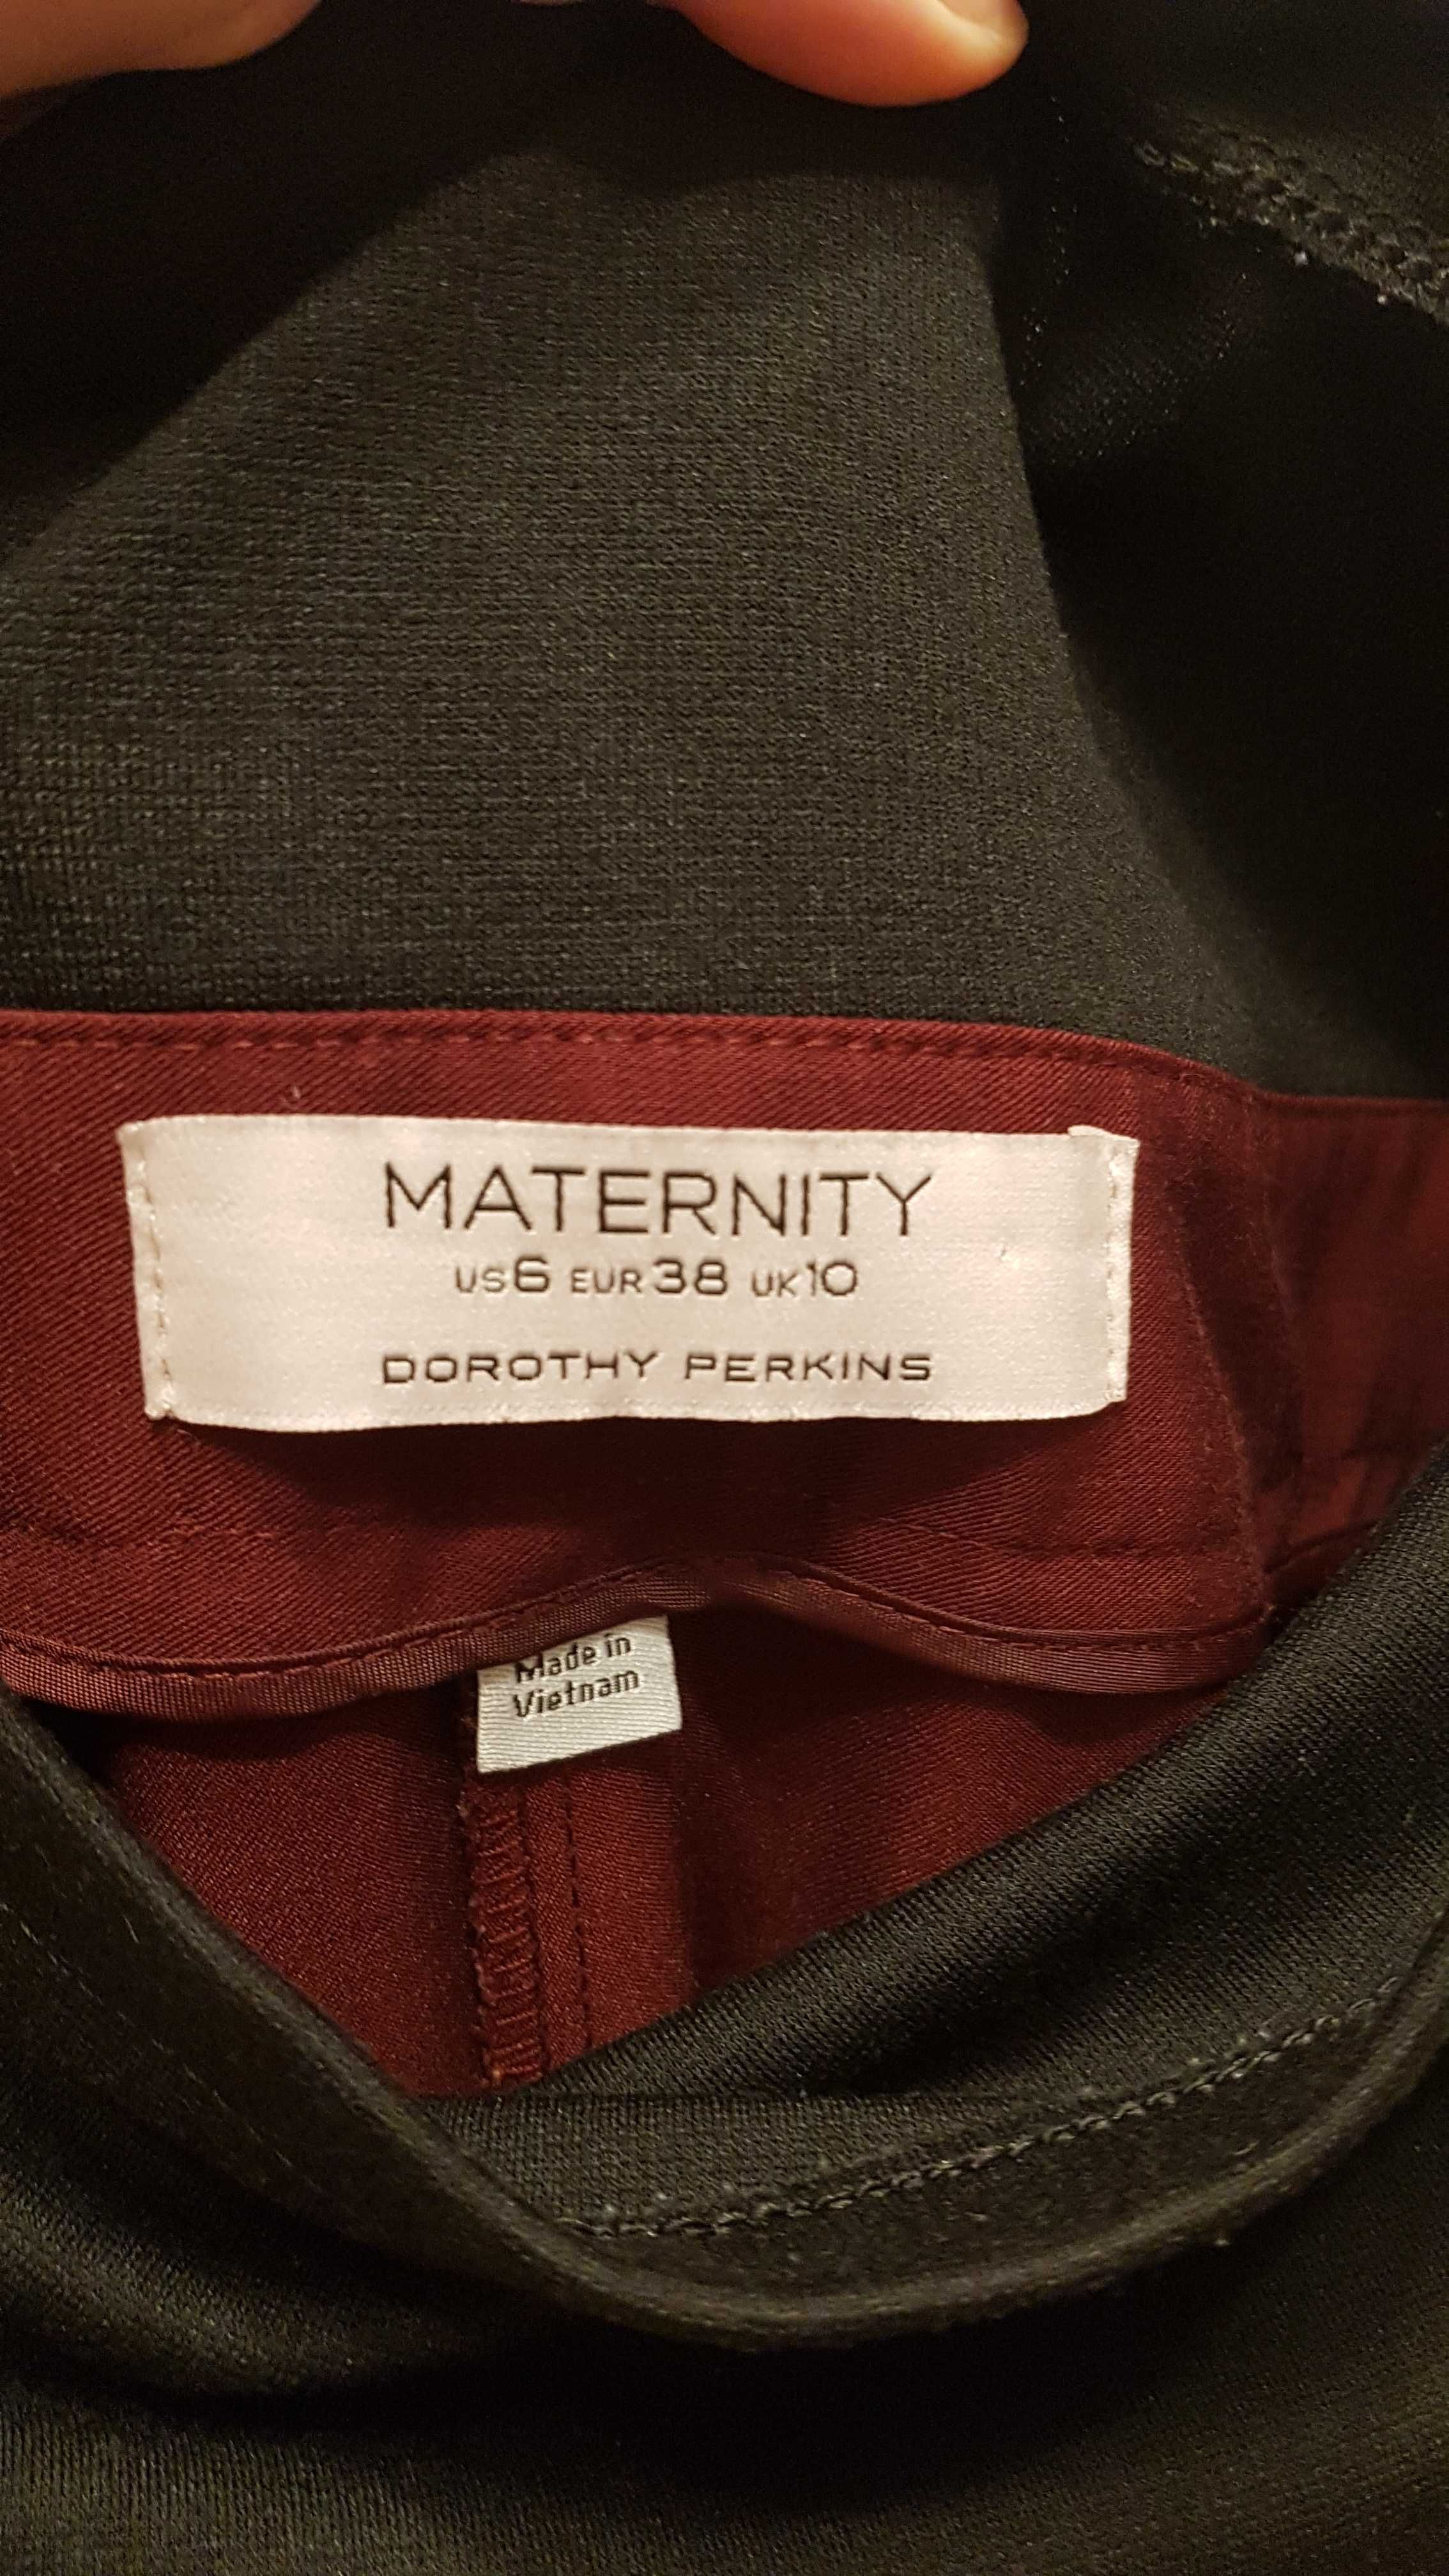 MATERNITY
US6 EUR38 UK10
DOROTHY PERKINS
Made in
Vietnam